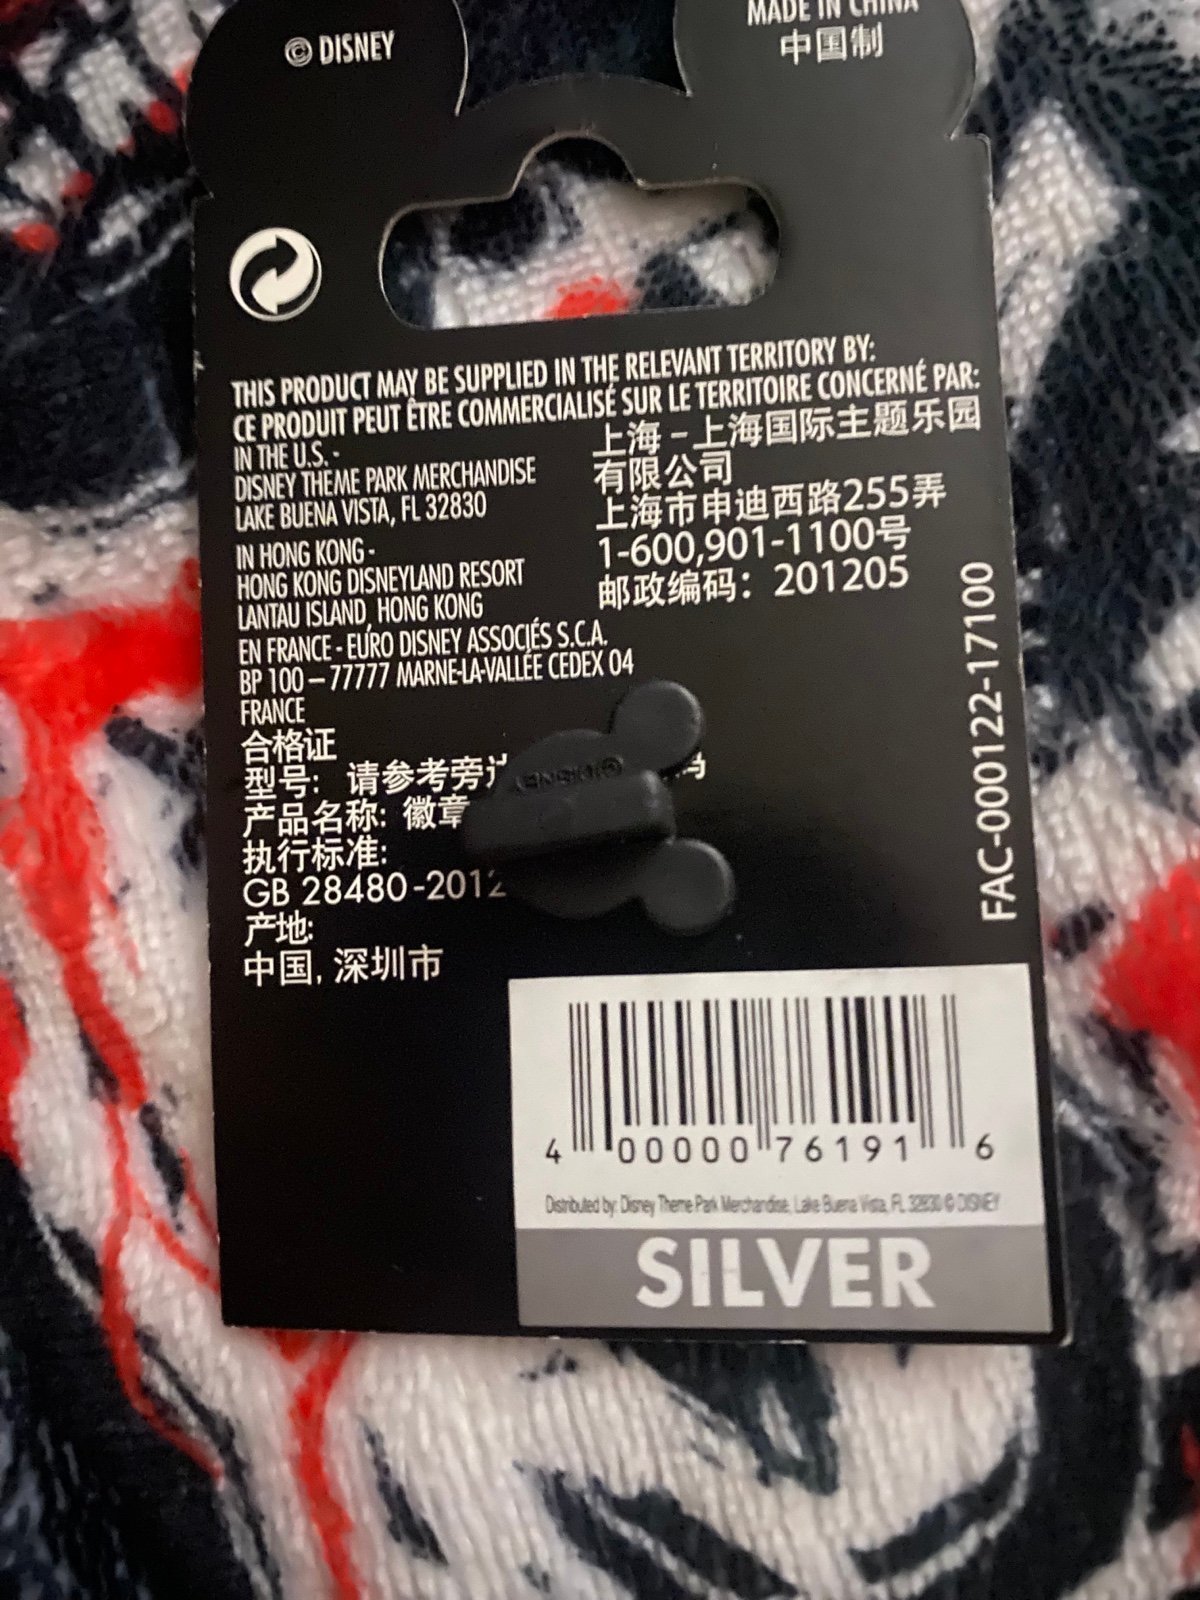 © DISNEY
MADE IN CHINA
中国制
THIS PRODUCT MAY BE SUPPLIED IN THE RELEVANT TERRITORY BY:
CE PRODUIT PEUT ÊTRE COMMERCIALISÉ SUR LE TERRITOIRE CONCERNÉ PAR:
IN THE U.S. -
DISNEY THEME PARK MERCHANDISE
LAKE BUENA VISTA, FL 32830
IN HONG KONG -
HONG KONG DISNEYLAND RESORT
LANTAU ISLAND, HONG KONG
EN FRANCE - EURO DISNEY ASSOCIÉS S.C.A.
BP 100 – 77777 MARNE-LA-VALLÉE CEDEX 04
FRANCE
上海 – 上海国际主题乐园
有限公司
上海市申迪西路255弄
1-600,901-1100号
邮政编码: 201205
合格证
型号: 请参考旁
产品名称: 徽章
执行标准:
GB 28480-2012
产地:
中国, 深圳市
FAC-000122-17100
4 00000 76191 6
Distributed by: Disney Theme Park Merchandise, Lake Buena Vista, FL 32830 © DISNEY
SILVER